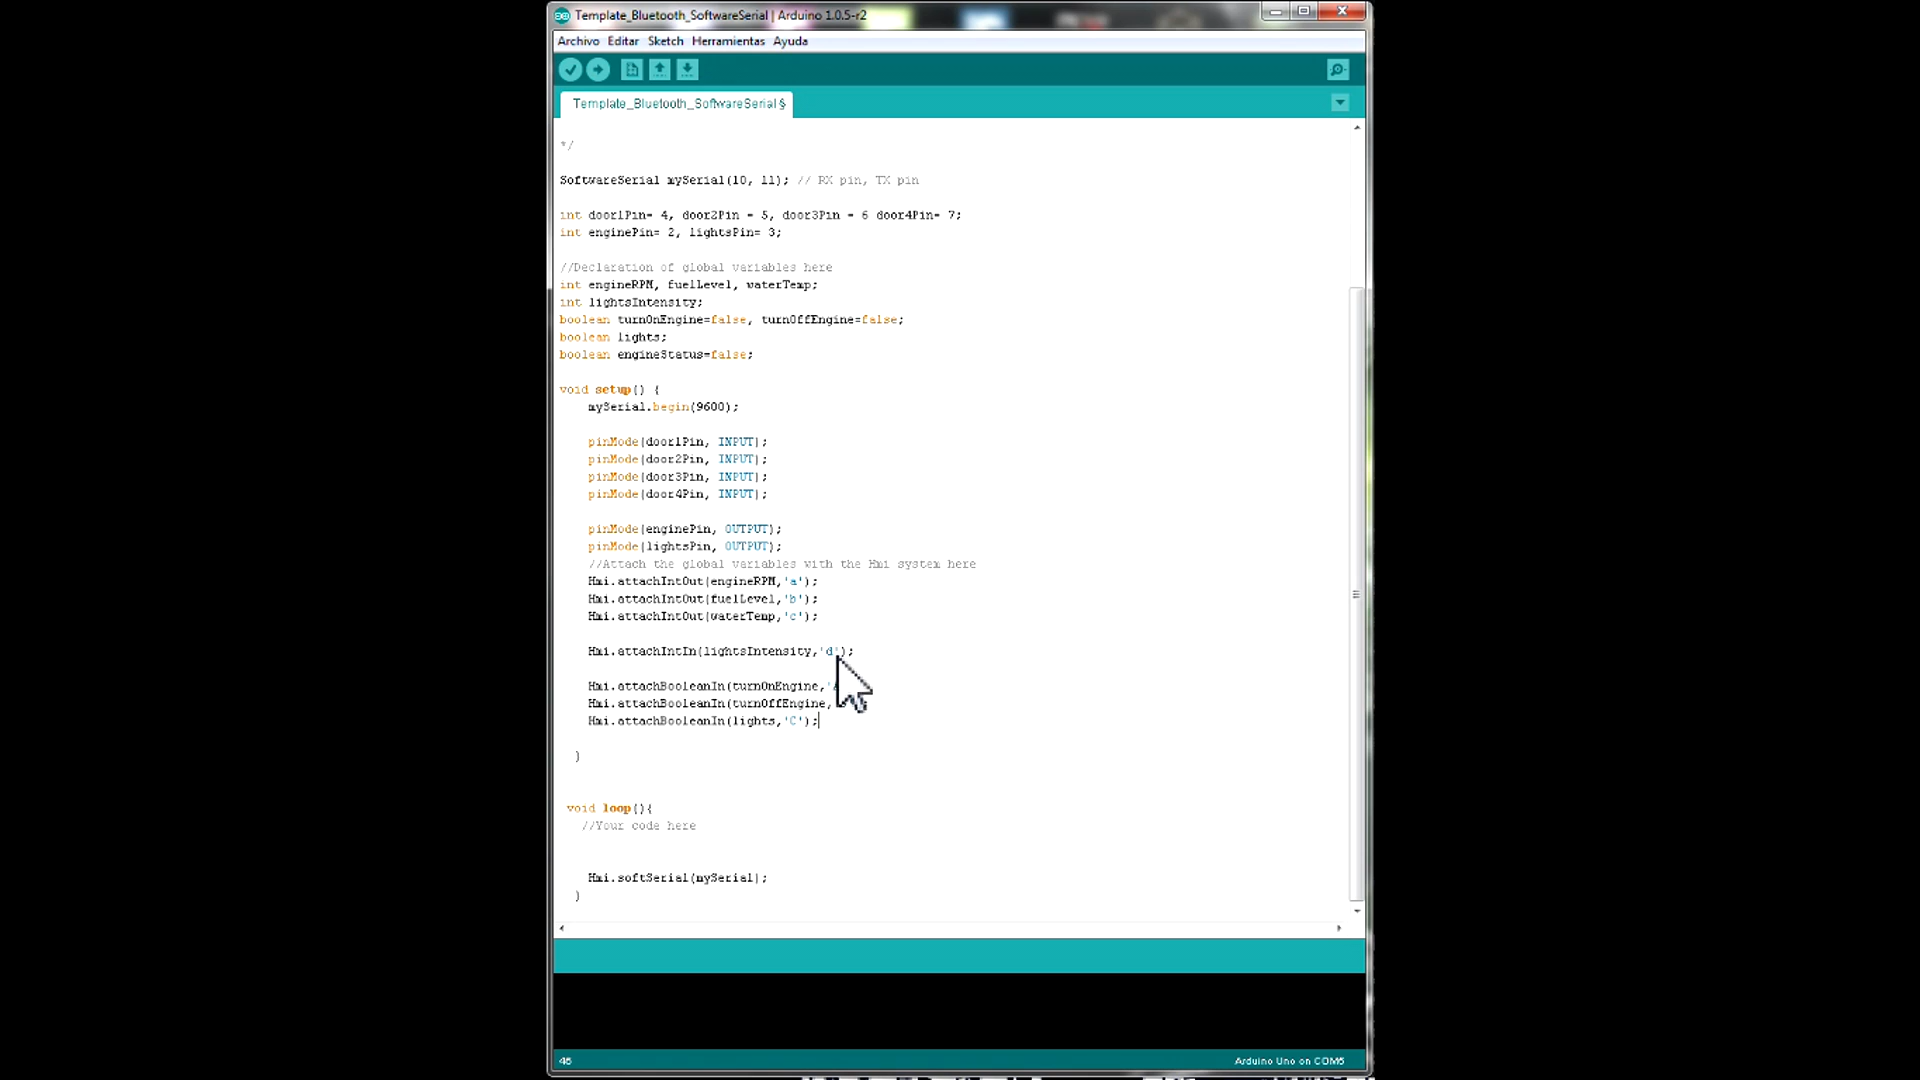 Template_Bluetooth_SoftwareSerial | Arduino 1.0.5-r2
Archivo Editar Sketch Herramientas Ayuda
Template_Bluetooth_SoftwareSerial §
*/
SoftwareSerial mySerial(10, 11); // RX pin, TX pin
int door1Pin= 4, door2Pin = 5, door3Pin = 6 door4Pin= 7;
int enginePin= 2, lightsPin= 3;
//Declaration of global variables here
int engineRPM, fuelLevel, waterTemp;
int lightsIntensity;
boolean turnOnEngine=false, turnOffEngine=false;
boolean lights;
boolean engineStatus=false;
void setup() {
mySerial.begin(9600);
pinMode(door1Pin, INPUT);
pinMode(door2Pin, INPUT);
pinMode(door3Pin, INPUT);
pinMode(door4Pin, INPUT);
pinMode(enginePin, OUTPUT);
pinMode(lightsPin, OUTPUT);
//Attach the global variables with the Hmi system here
Hmi.attachIntOut(engineRPM,'a');
Hmi.attachIntOut(fuelLevel,'b');
Hmi.attachIntOut(waterTemp,'c');
Hmi.attachIntIn(lightsIntensity,'d');
Hmi.attachBooleanIn(turnOnEngine,
Hmi.attachBooleanIn(turnOffEngine,
Hmi.attachBooleanIn(lights,'C');
}
void loop(){
//Your code here
Hmi.softSerial(mySerial);
}
46
Arduino Uno on COM6